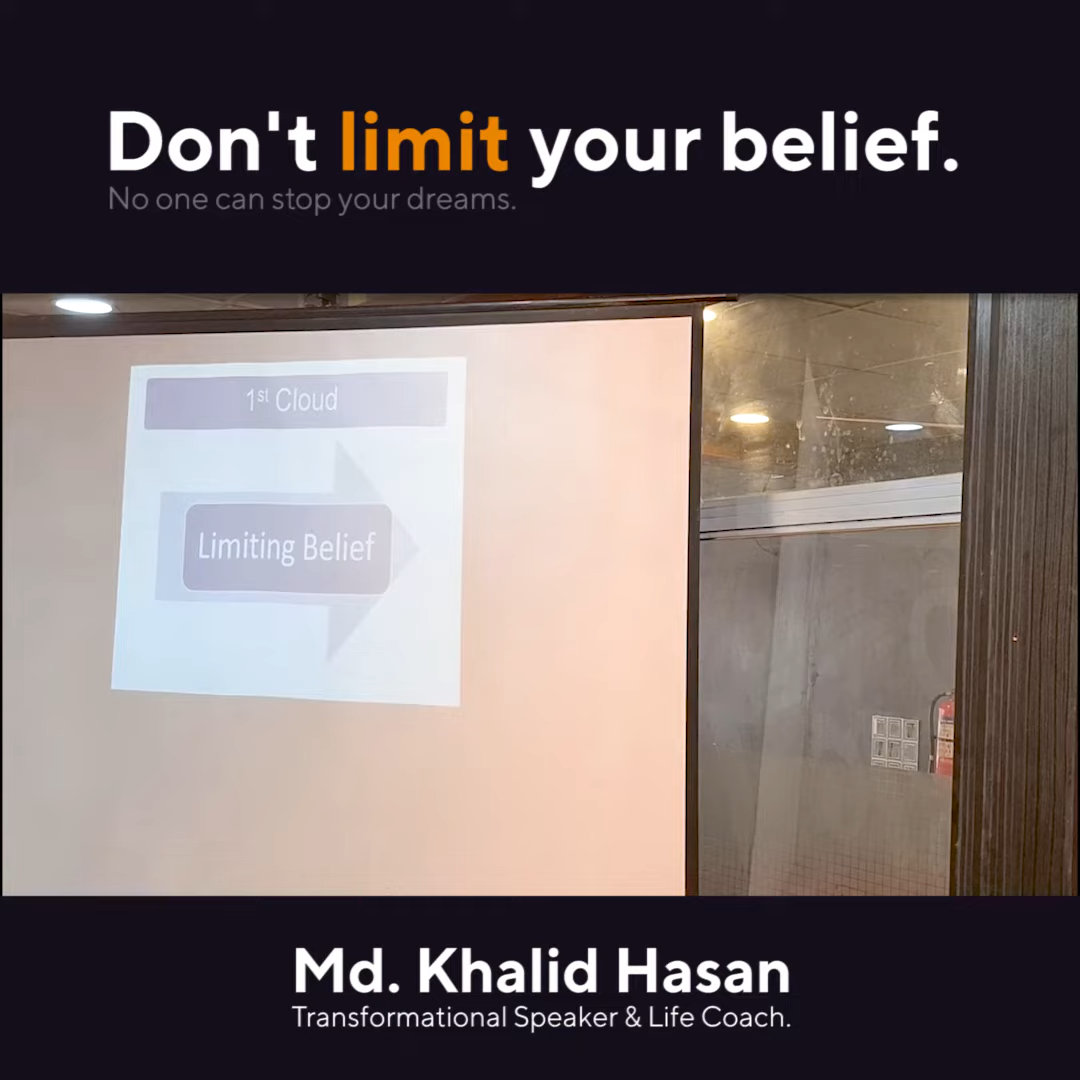 Don't limit your belief.
No one can stop your dreams.
1st Cloud
Limiting Belief
Md. Khalid Hasan
Transformational Speaker & Life Coach.